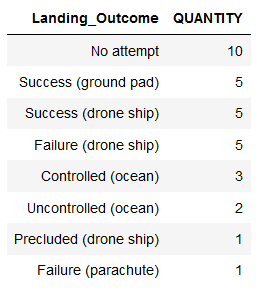 Landing_Outcome QUANTITY
No attempt 10
Success (ground pad) 5
Success (drone ship) 5
Failure (drone ship) 5
Controlled (ocean) 3
Uncontrolled (ocean) 2
Precluded (drone ship) 1
Failure (parachute) 1